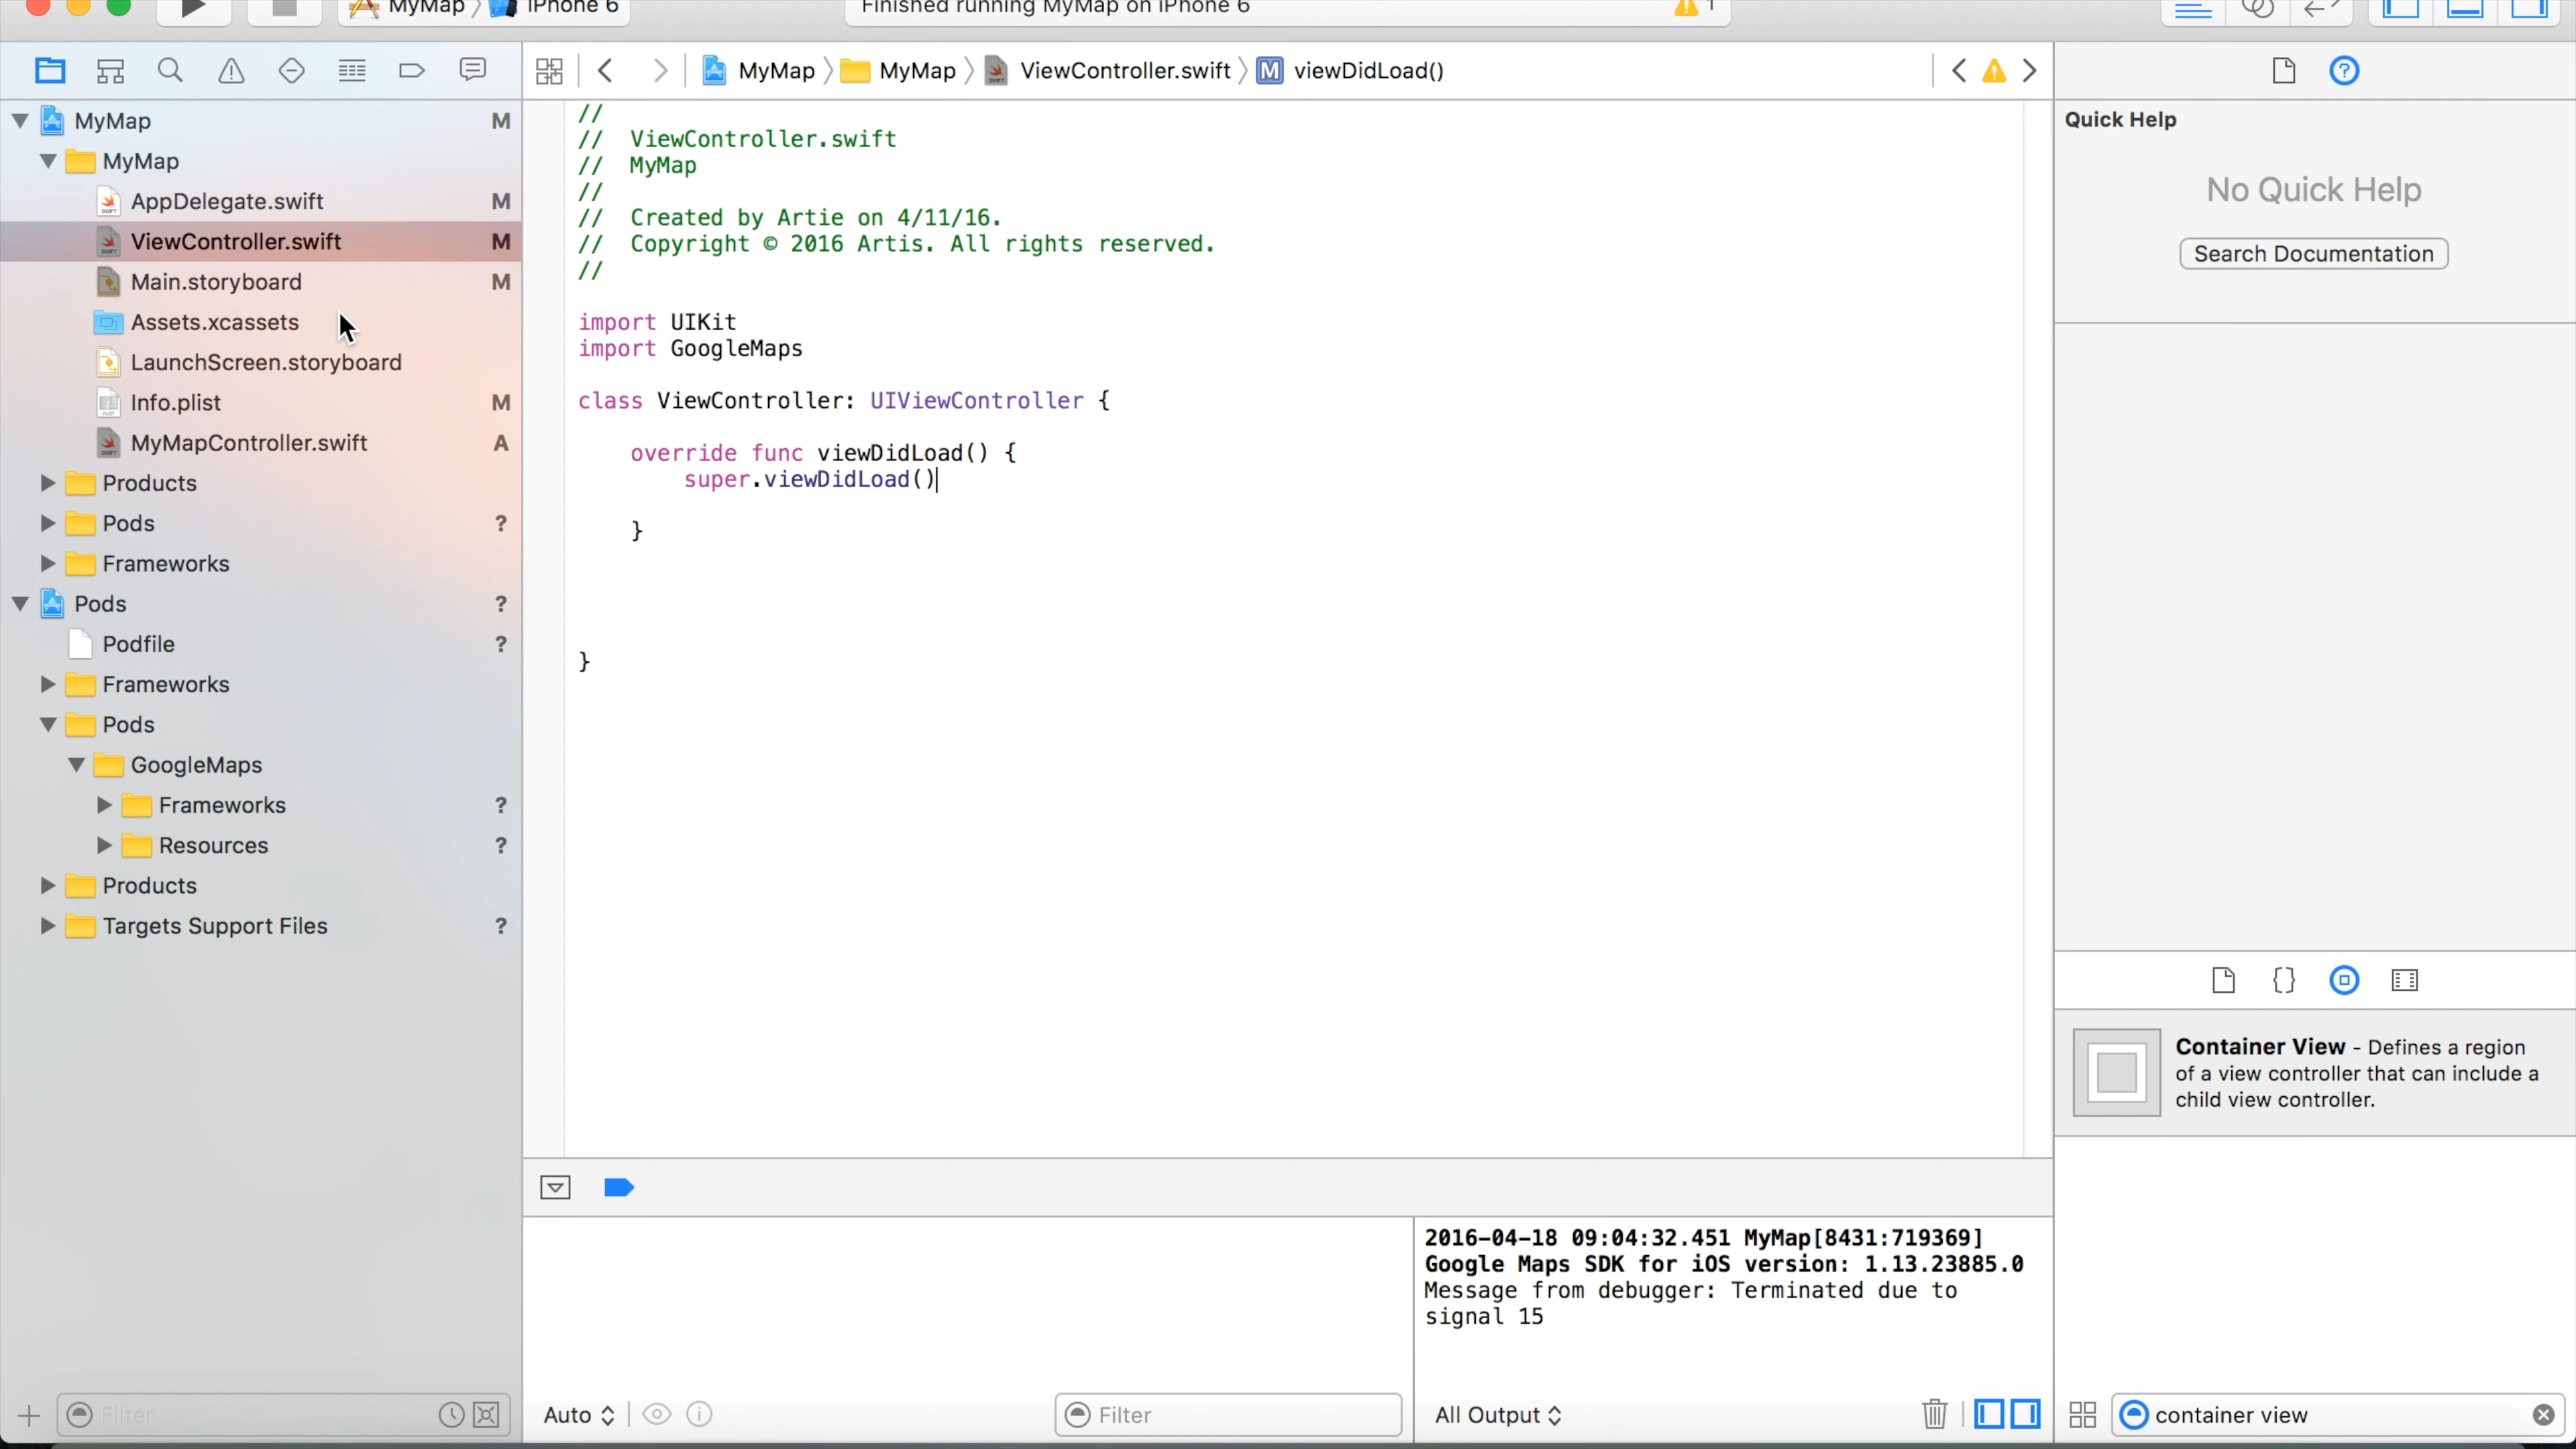 MyMap iPhone 6
Finished running MyMap on iPhone 6 1
MyMap MyMap ViewController.swift M viewDidLoad()
MyMap M
MyMap
AppDelegate.swift M
ViewController.swift M
Main.storyboard M
Assets.xcassets
LaunchScreen.storyboard
Info.plist M
MyMapController.swift A
Products
Pods ?
Frameworks
Pods ?
Podfile ?
Frameworks
Pods
GoogleMaps
Frameworks ?
Resources ?
Products
Targets Support Files ?
Filter
//
// ViewController.swift
// MyMap
//
// Created by Artie on 4/11/16.
// Copyright © 2016 Artis. All rights reserved.
//
import UIKit
import GoogleMaps
class ViewController: UIViewController {
override func viewDidLoad() {
super.viewDidLoad()
}
}
Auto
Filter
2016-04-18 09:04:32.451 MyMap[8431:719369]
Google Maps SDK for iOS version: 1.13.23885.0
Message from debugger: Terminated due to
signal 15
All Output
Quick Help
No Quick Help
Search Documentation
Container View - Defines a region
of a view controller that can include a
child view controller.
container view